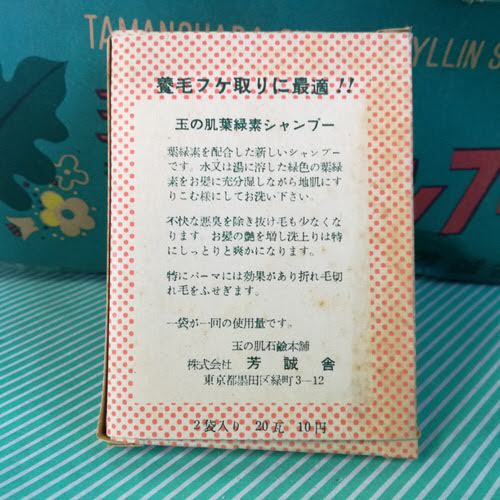 TAMANOHADA
YLLIN S
養毛フケ取りに最適!!
玉の肌葉緑素シャンプー
葉緑素を配合した新しいシャンプー
です。水又は湯に溶した緑色の葉緑
素をお髪に充分湿しながら地肌にす
りこむ様にしてお洗い下さい。
不快な悪臭を除き抜け毛も少なくな
ります。お髪の艶を増し洗上りは特
にしっとりと爽かになります。
特にパーマには効果があり折れ毛切
れ毛をふせぎます。
一袋が一回の使用量です。
玉の肌石鹼本舗
株式会社 芳誠舎
東京都墨田区緑町3-12
2袋入り 20瓦 10円